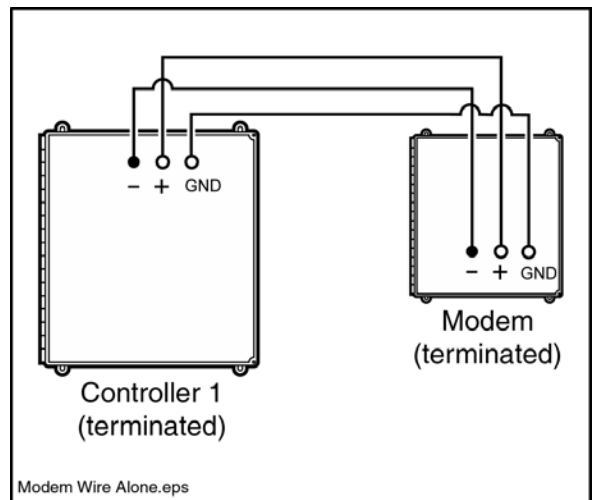 - + GND
- + GND
Modem
(terminated)
Controller 1
(terminated)
Modem Wire Alone.eps